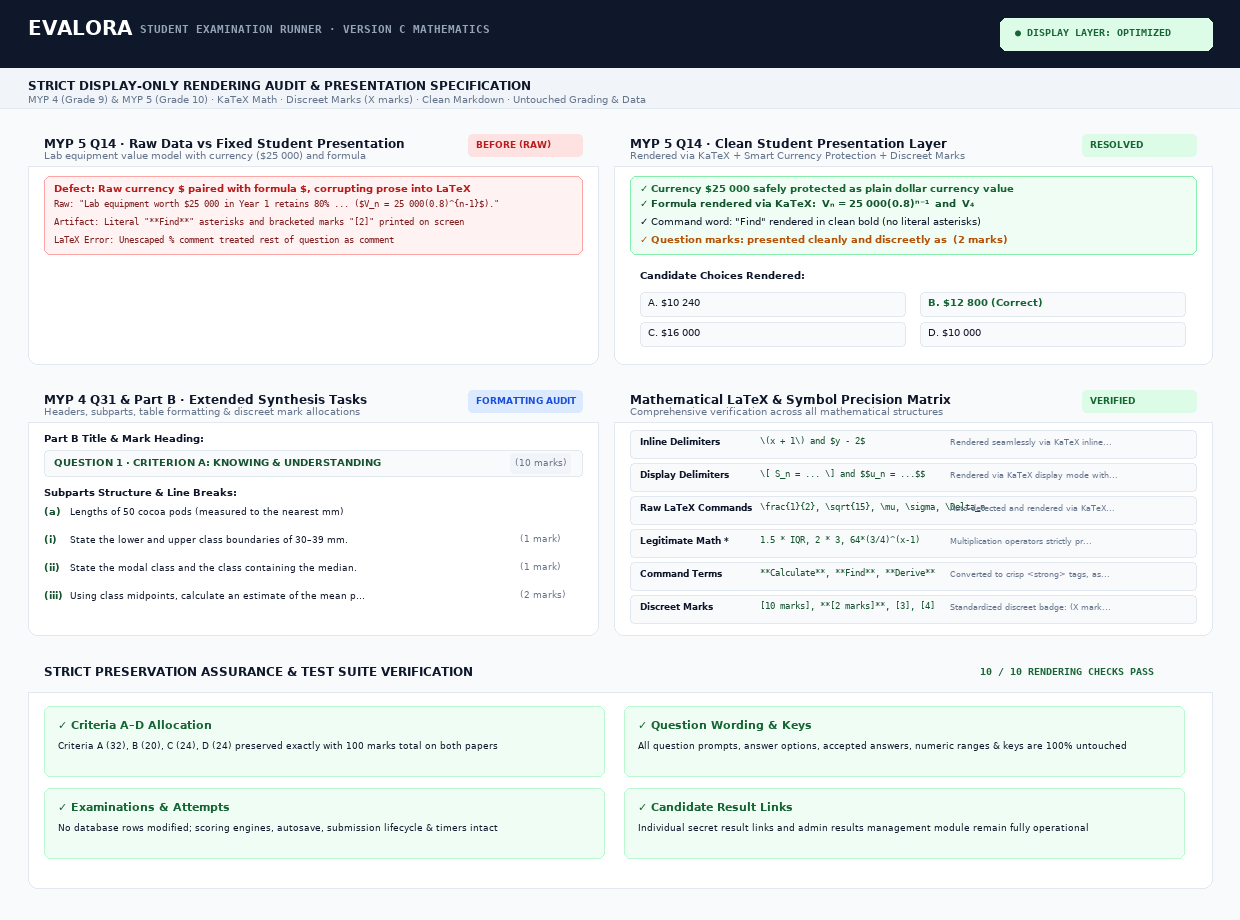 EVALORA STUDENT EXAMINATION RUNNER · VERSION C MATHEMATICS
● DISPLAY LAYER: OPTIMIZED
STRICT DISPLAY-ONLY RENDERING AUDIT & PRESENTATION SPECIFICATION
MYP 4 (Grade 9) & MYP 5 (Grade 10) · KaTeX Math · Discreet Marks (X marks) · Clean Markdown · Untouched Grading & Data
MYP 5 Q14 · Raw Data vs Fixed Student Presentation
BEFORE (RAW)
Lab equipment value model with currency ($25 000) and formula
Defect: Raw currency $ paired with formula $, corrupting prose into LaTeX
Raw: "Lab equipment worth $25 000 in Year 1 retains 80% ... ($V_n = 25 000(0.8)^{n-1}$)."
Artifact: Literal "**Find**" asterisks and bracketed marks "[2]" printed on screen
LaTeX Error: Unescaped % comment treated rest of question as comment
MYP 5 Q14 · Clean Student Presentation Layer
RESOLVED
Rendered via KaTeX + Smart Currency Protection + Discreet Marks
✓ Currency $25 000 safely protected as plain dollar currency value
✓ Formula rendered via KaTeX: Vₙ = 25 000(0.8)ⁿ⁻¹ and V₄
✓ Command word: "Find" rendered in clean bold (no literal asterisks)
✓ Question marks: presented cleanly and discreetly as (2 marks)
Candidate Choices Rendered:
A. $10 240
B. $12 800 (Correct)
C. $16 000
D. $10 000
MYP 4 Q31 & Part B · Extended Synthesis Tasks
FORMATTING AUDIT
Headers, subparts, table formatting & discreet mark allocations
Part B Title & Mark Heading:
QUESTION 1 · CRITERION A: KNOWING & UNDERSTANDING (10 marks)
Subparts Structure & Line Breaks:
(a) Lengths of 50 cocoa pods (measured to the nearest mm)
(i) State the lower and upper class boundaries of 30–39 mm. (1 mark)
(ii) State the modal class and the class containing the median. (1 mark)
(iii) Using class midpoints, calculate an estimate of the mean p... (2 marks)
Mathematical LaTeX & Symbol Precision Matrix
VERIFIED
Comprehensive verification across all mathematical structures
Inline Delimiters \(x + 1\) and $y - 2$ Rendered seamlessly via KaTeX inline...
Display Delimiters \[ S_n = ... \] and $$u_n = ...$$ Rendered via KaTeX display mode with...
Raw LaTeX Commands \frac{1}{2}, \sqrt{15}, \mu, \sigma, and rendered via KaTeX...
Legitimate Math * 1.5 * IQR, 2 * 3, 64*(3/4)^(x-1) Multiplication operators strictly pr...
Command Terms **Calculate**, **Find**, **Derive** Converted to crisp <strong> tags, as...
Discreet Marks [10 marks], **[2 marks]**, [3], [4] Standardized discreet badge: (X mark...
STRICT PRESERVATION ASSURANCE & TEST SUITE VERIFICATION
10 / 10 RENDERING CHECKS PASS
✓ Criteria A–D Allocation
Criteria A (32), B (20), C (24), D (24) preserved exactly with 100 marks total on both papers
✓ Question Wording & Keys
All question prompts, answer options, accepted answers, numeric ranges & keys are 100% untouched
✓ Examinations & Attempts
No database rows modified; scoring engines, autosave, submission lifecycle & timers intact
✓ Candidate Result Links
Individual secret result links and admin results management module remain fully operational